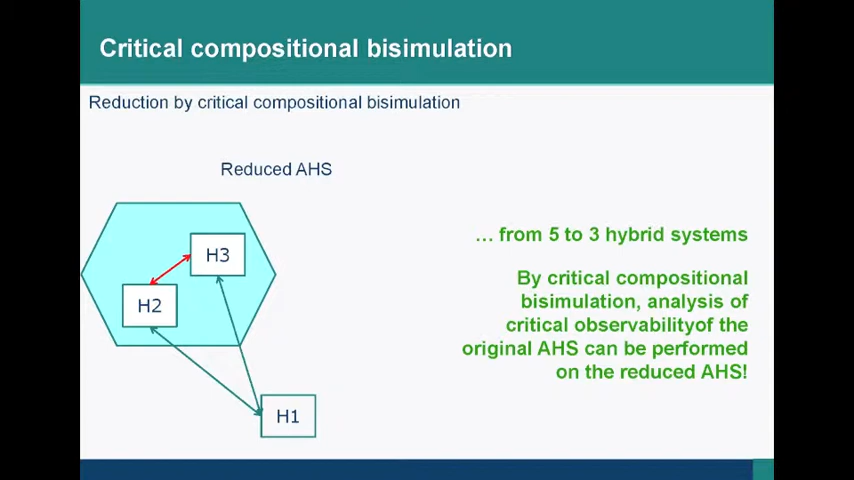 Critical compositional bisimulation
Reduction by critical compositional bisimulation
Reduced AHS
H3
H2
H1
… from 5 to 3 hybrid systems
By critical compositional
bisimulation, analysis of
critical observabilityof the
original AHS can be performed
on the reduced AHS!